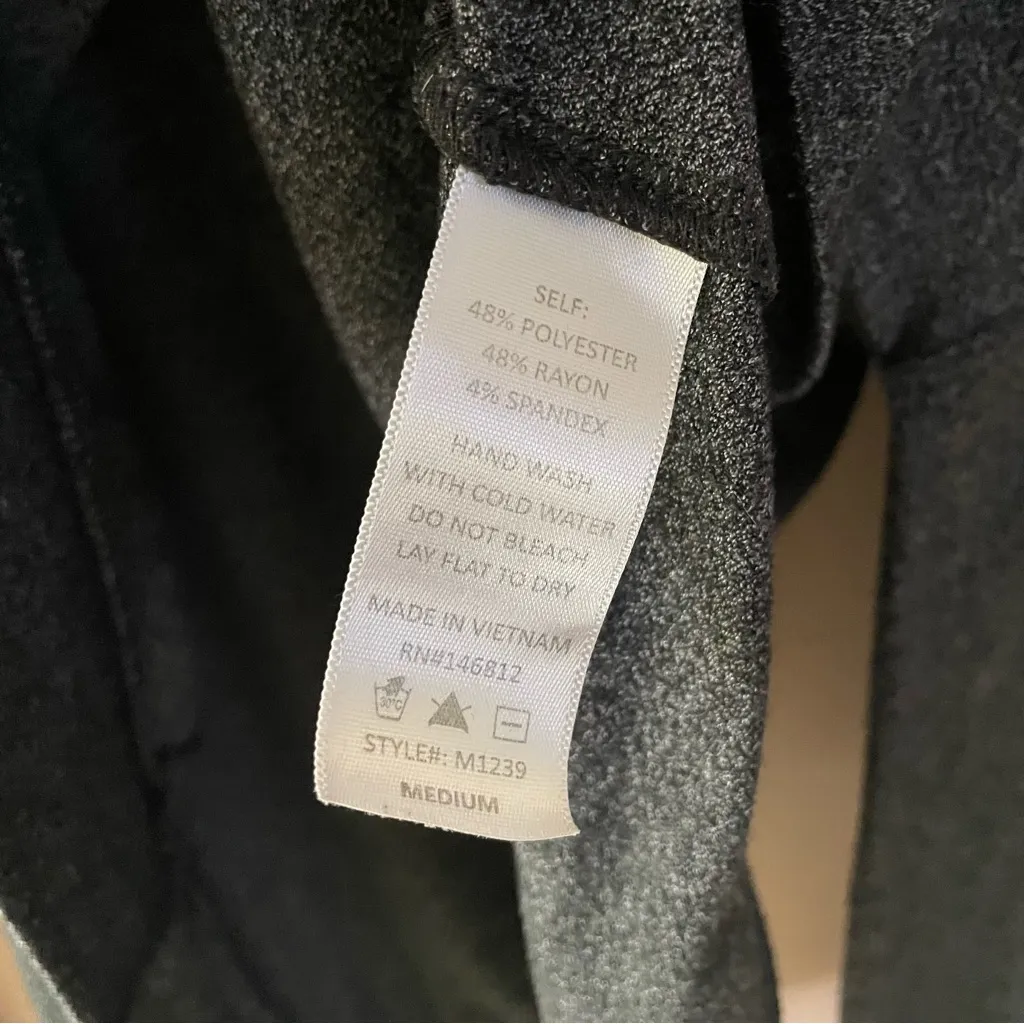 SELF:
48% POLYESTER
48% RAYON
4% SPANDEX
HAND WASH
WITH COLD WATER
DO NOT BLEACH
LAY FLAT TO DRY
MADE IN VIETNAM
RN#146812
30°C
STYLE#: M1239
MEDIUM